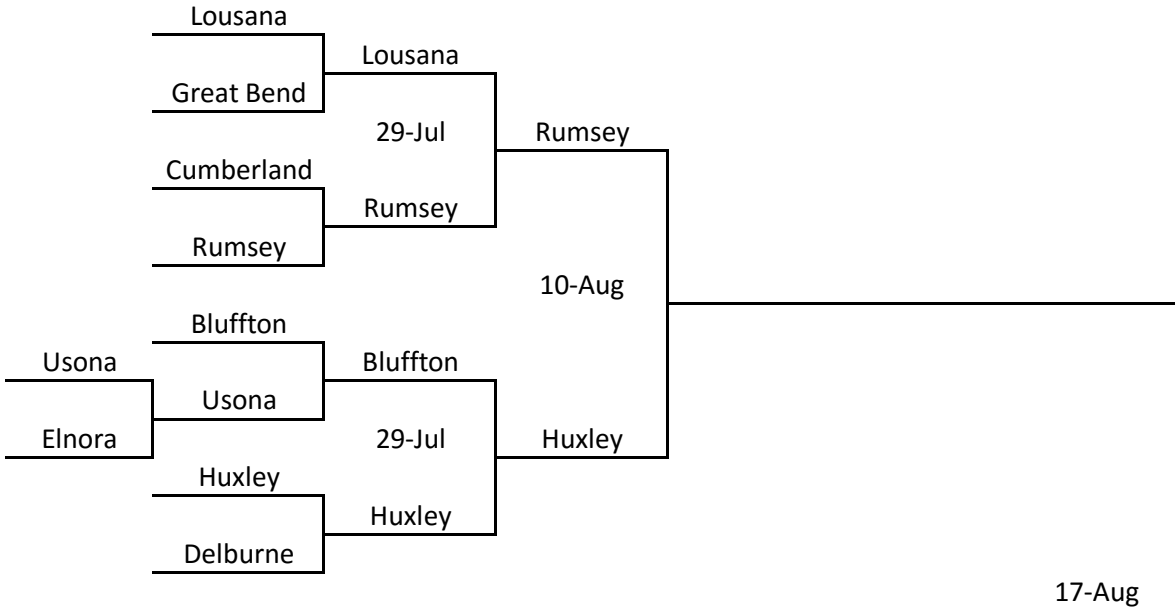 Lousana
Lousana
Great Bend
29-Jul
Rumsey
Cumberland
Rumsey
Rumsey
10-Aug
Bluffton
Usona
Bluffton
Usona
Elnora
29-Jul
Huxley
Huxley
Huxley
Delburne
17-Aug